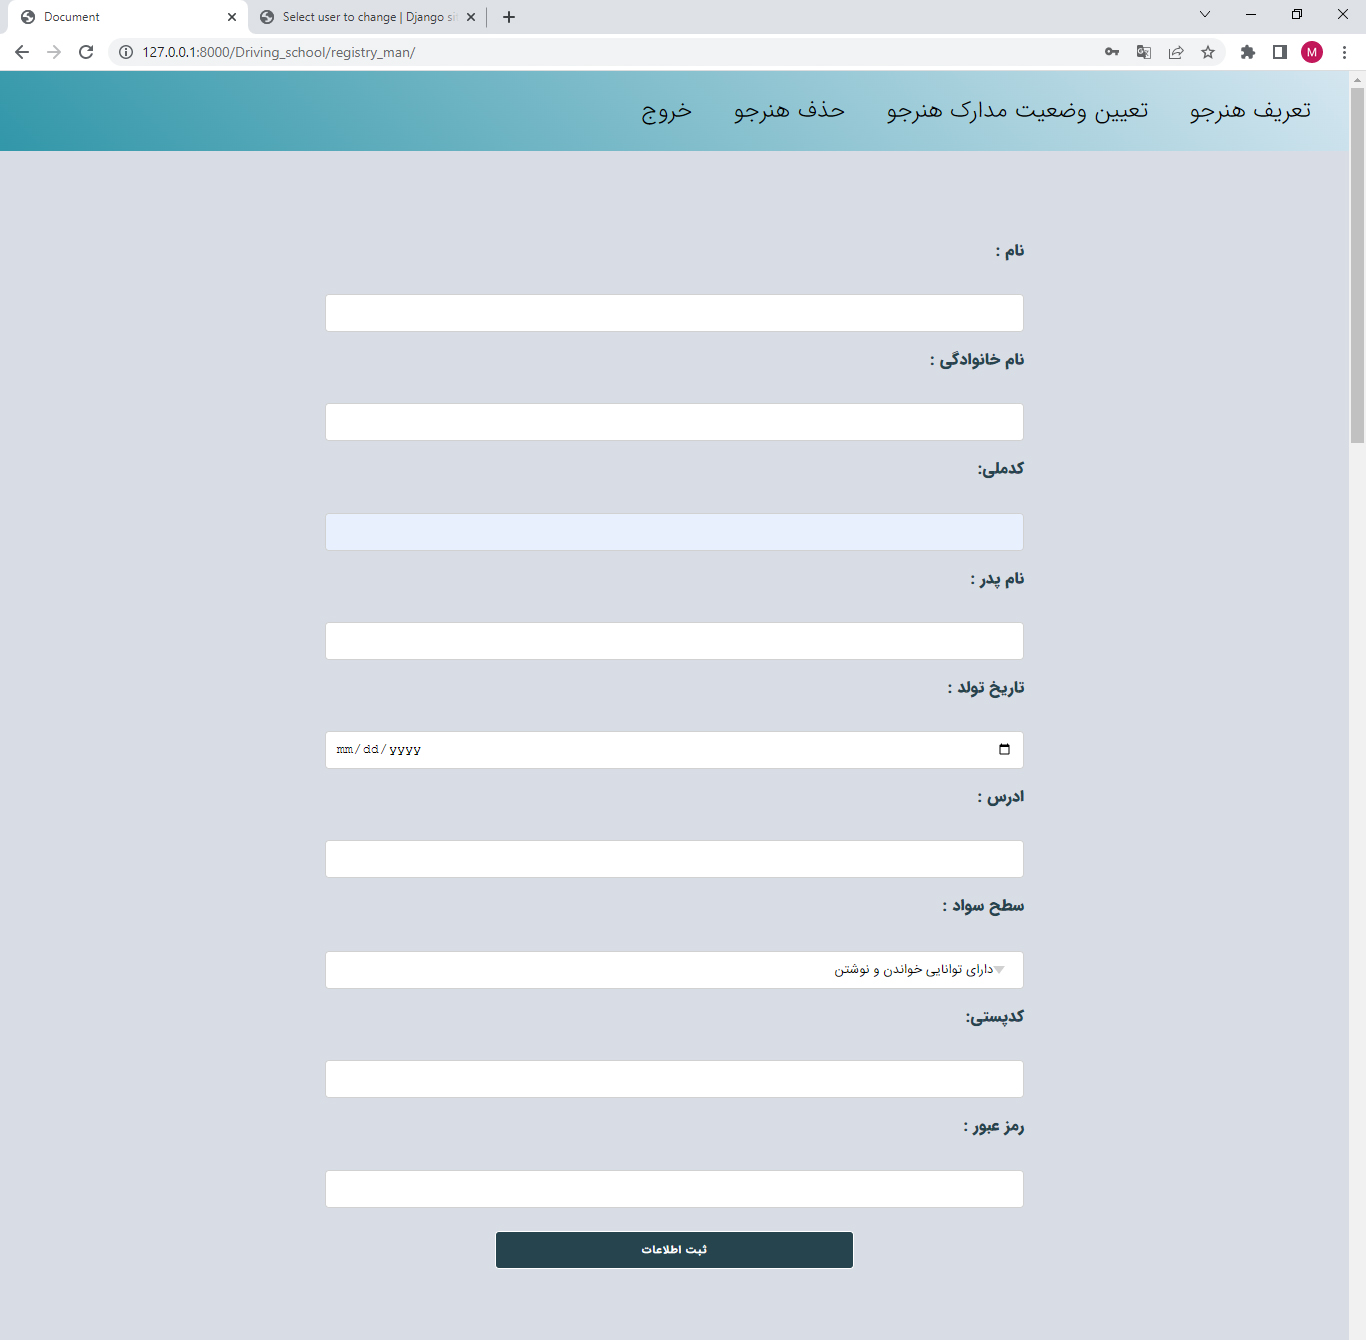 Document
Select user to change | Django si
127.0.0.1:8000/Driving_school/registry_man/
M
تعریف هنرجو تعیین وضعیت مدارک هنرجو حذف هنرجو خروج
نام :
نام خانوادگی :
کدملی:
نام پدر :
تاریخ تولد :
mm/dd/yyyy
ادرس :
سطح سواد :
دارای توانایی خواندن و نوشتن
کدپستی:
رمز عبور :
ثبت اطلاعات